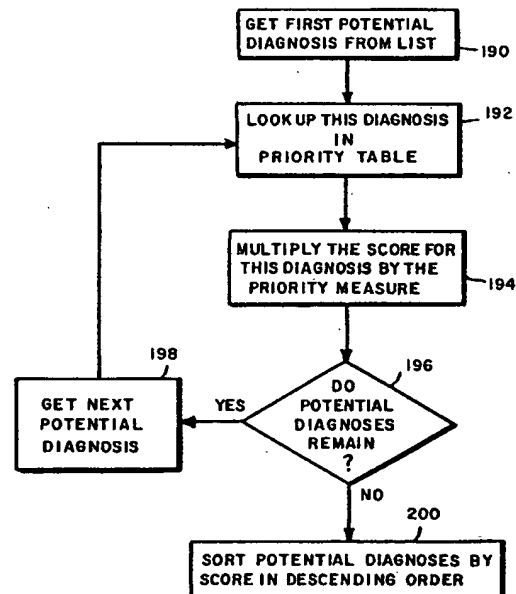 GET FIRST POTENTIAL
DIAGNOSIS FROM LIST
190
LOOKUP THIS DIAGNOSIS
IN
PRIORITY TABLE
192
MULTIPLY THE SCORE FOR
THIS DIAGNOSIS BY THE
PRIORITY MEASURE
194
196
DO
POTENTIAL
DIAGNOSES
REMAIN
?
YES
198
GET NEXT
POTENTIAL
DIAGNOSIS
NO
200
SORT POTENTIAL DIAGNOSES BY
SCORE IN DESCENDING ORDER